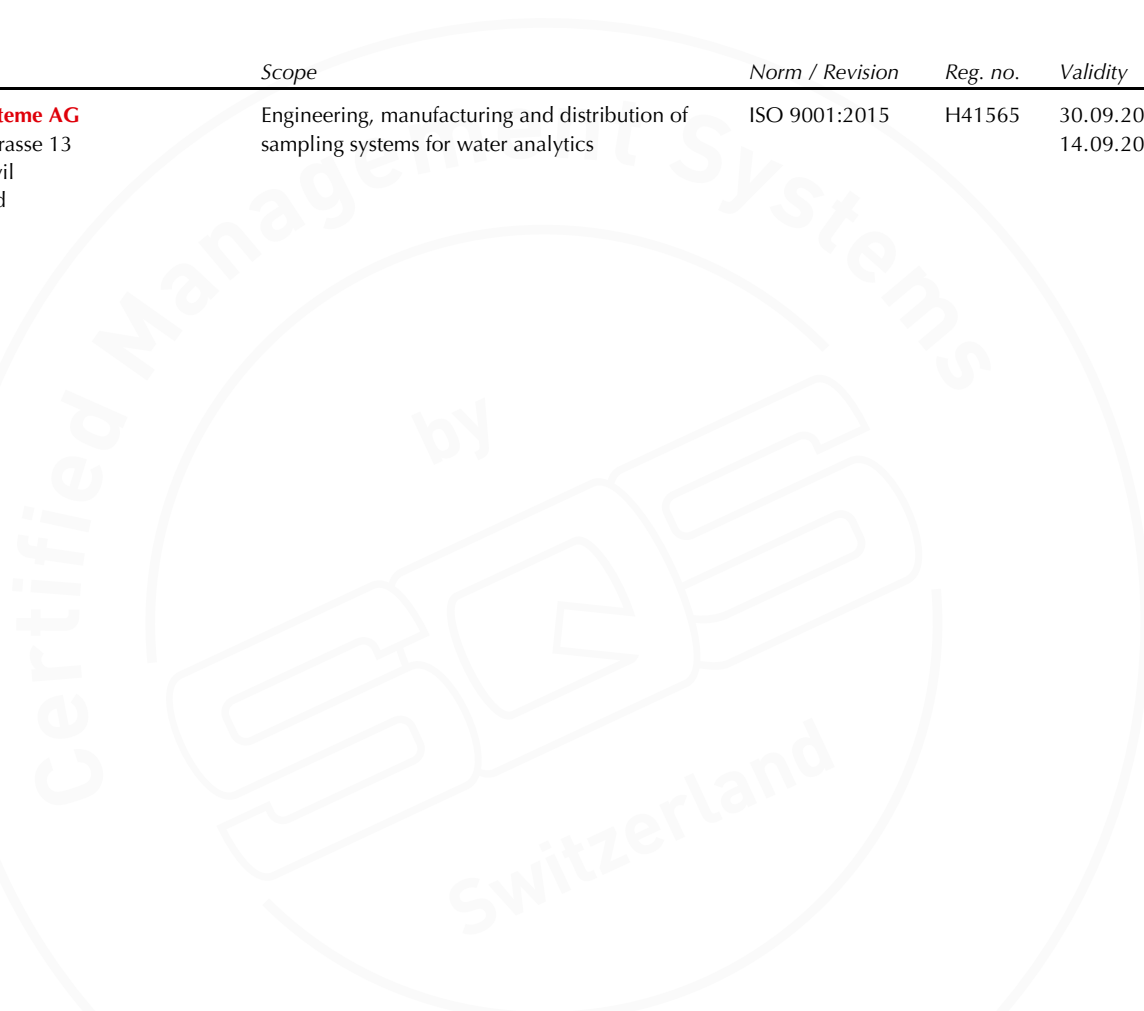 Scope Norm / Revision Reg. no. Validity
teme AG Engineering, manufacturing and distribution of ISO 9001:2015 H41565 30.09.20
rasse 13 sampling systems for water analytics 14.09.20
vil
d
Certified Management Systems
by
SQS
Switzerland